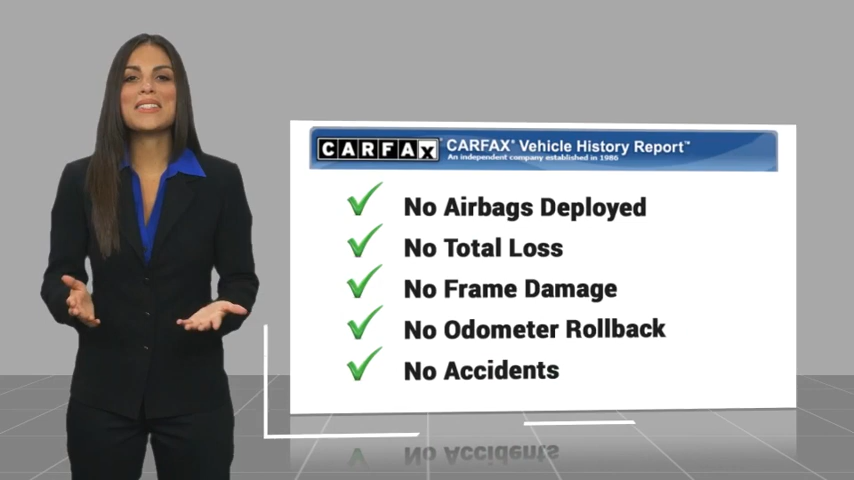 CARFAX® CARFAX® Vehicle History Report™
An independent company established in 1986
No Airbags Deployed
No Total Loss
No Frame Damage
No Odometer Rollback
No Accidents
No Accidents